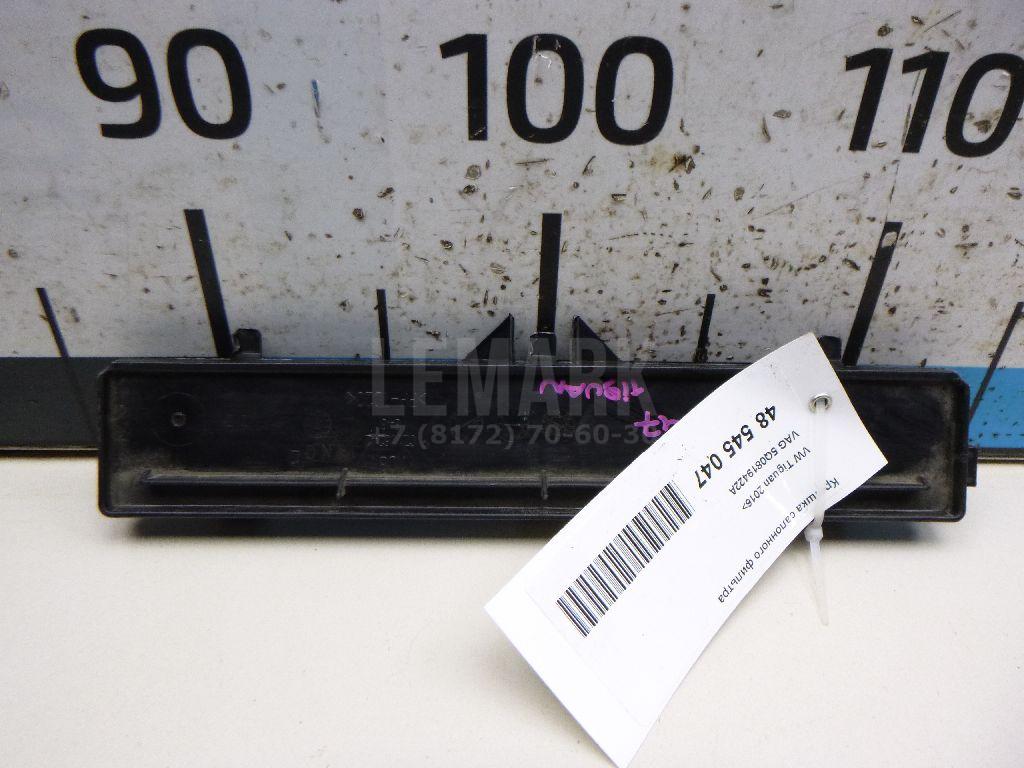 90 100 110
LEMARK
+7 (8172) 70-60-3
TIGUAN
48 545 047
VAG 5Q0819422A
VW Tiguan 2016>
салонного фильтра